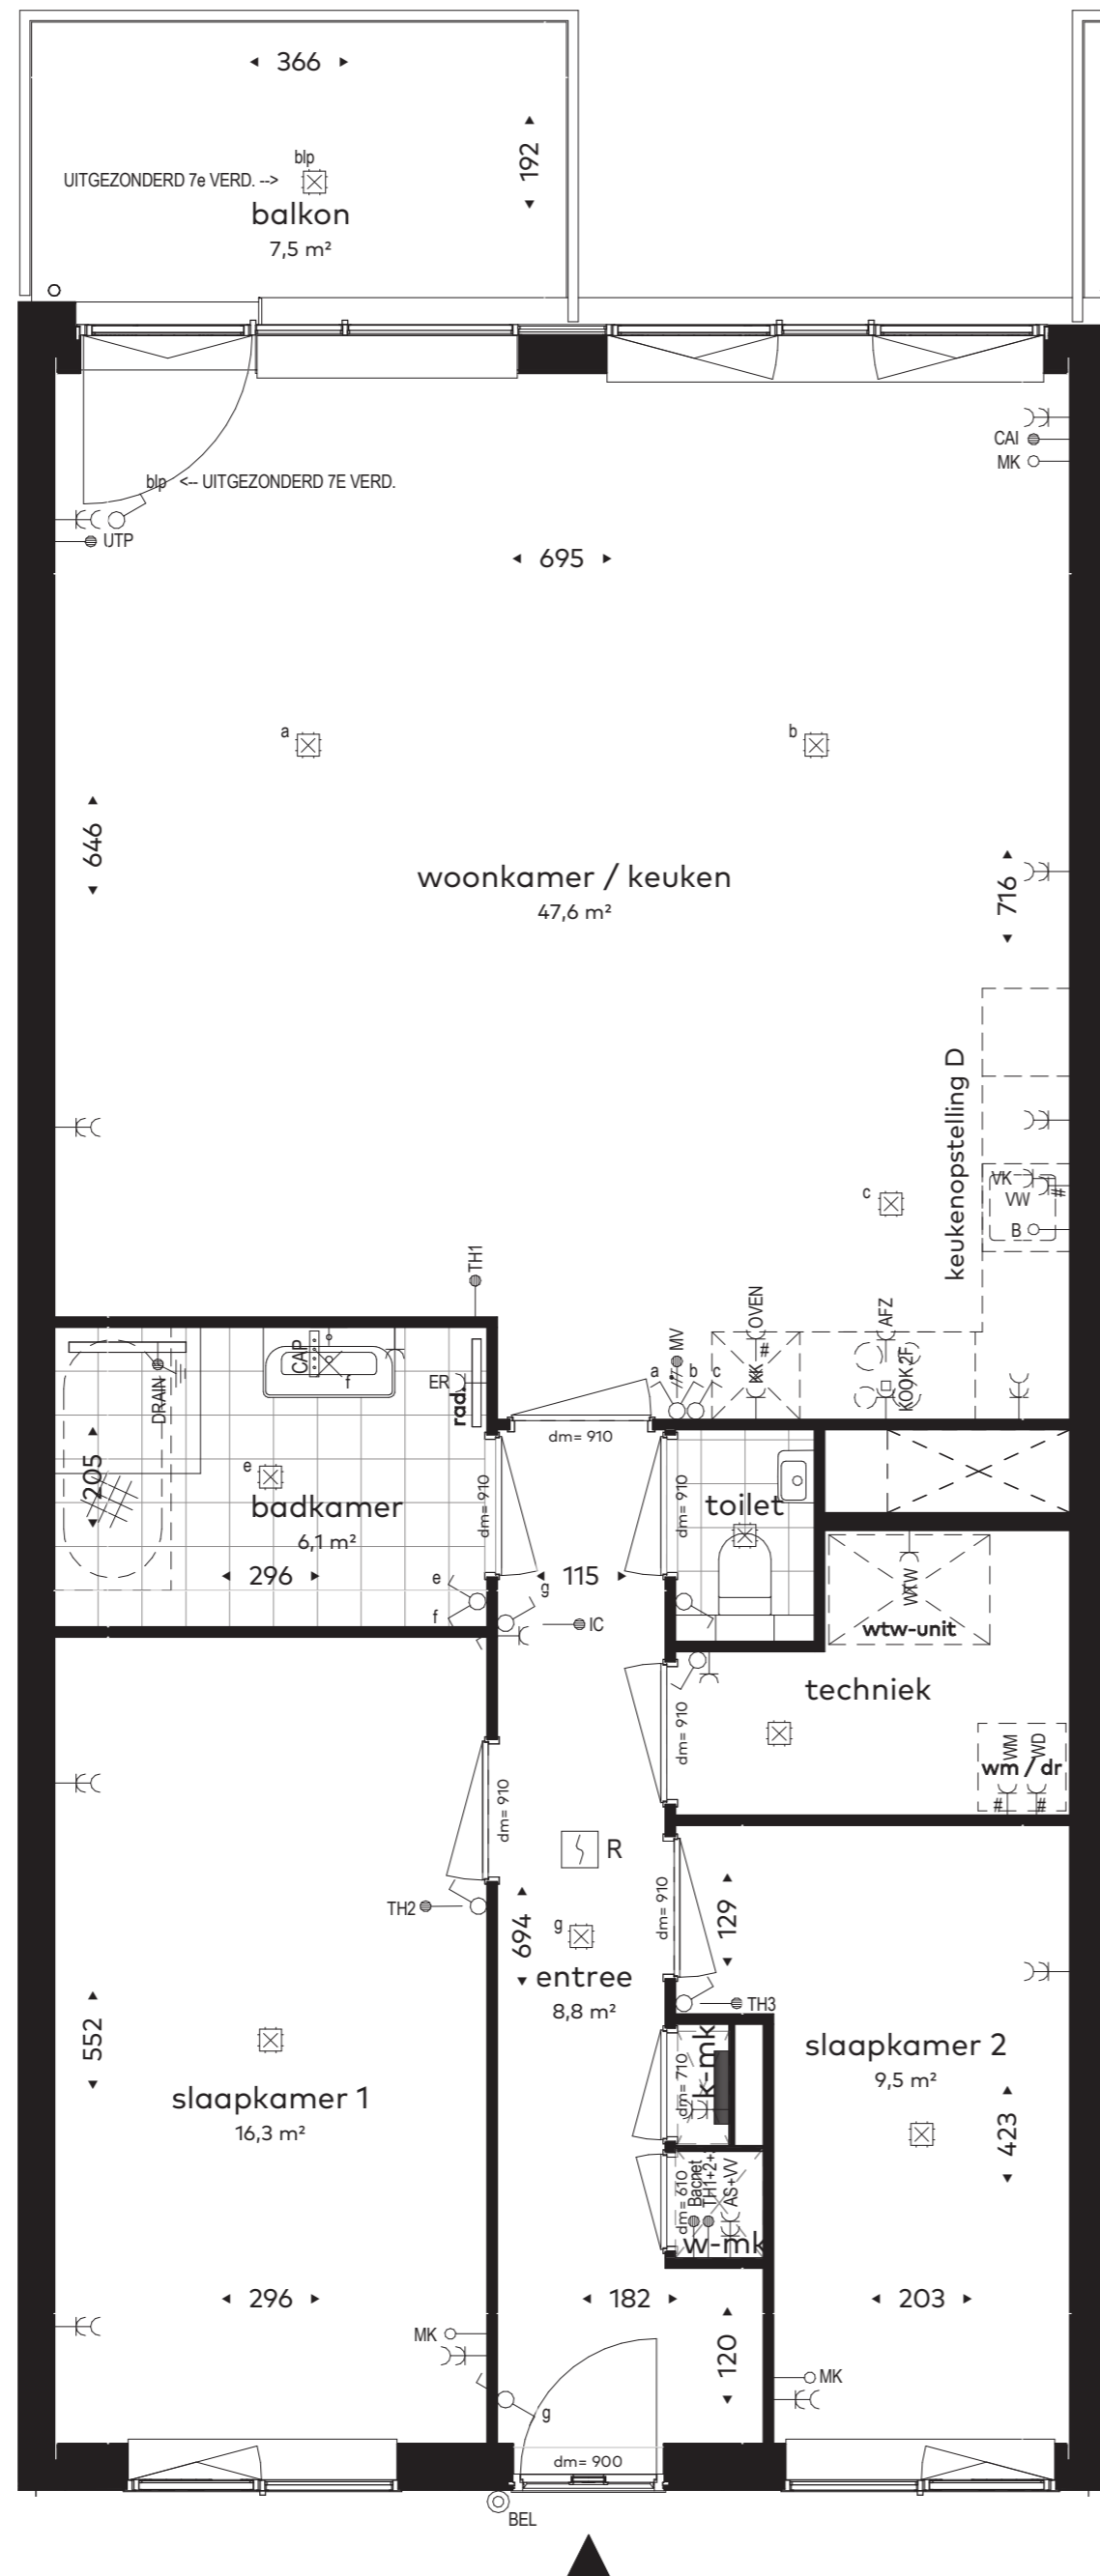 366
192
blp
UITGEZONDERD 7e VERD. -->
balkon
7,5 m²
CAI
MK
blp <-- UITGEZONDERD 7E VERD.
UTP
695
a
b
646
woonkamer / keuken
47,6 m²
716
keukenopstelling D
VK
VW
#
B
c
TH1
MV
OVEN
#
KK
AFZ
KOOK 2F
a
b
c
CAP
f
ER
rad.
DRAIN
205
e
badkamer
6,1 m²
296
e
f
dm= 910
dm= 910
dm= 910
115
g
IC
toilet
WTW
wtw-unit
techniek
dm= 910
WM
WD
wm / dr
#
#
dm= 910
R
TH2
694
g
entree
8,8 m²
dm= 910
129
TH3
552
slaapkamer 1
16,3 m²
slaapkamer 2
9,5 m²
423
k-mk
dm= 710
dm= 610
Bacnet
TH1+2+
AS+VV
w-mk
296
182
203
120
MK
MK
g
dm= 900
BEL